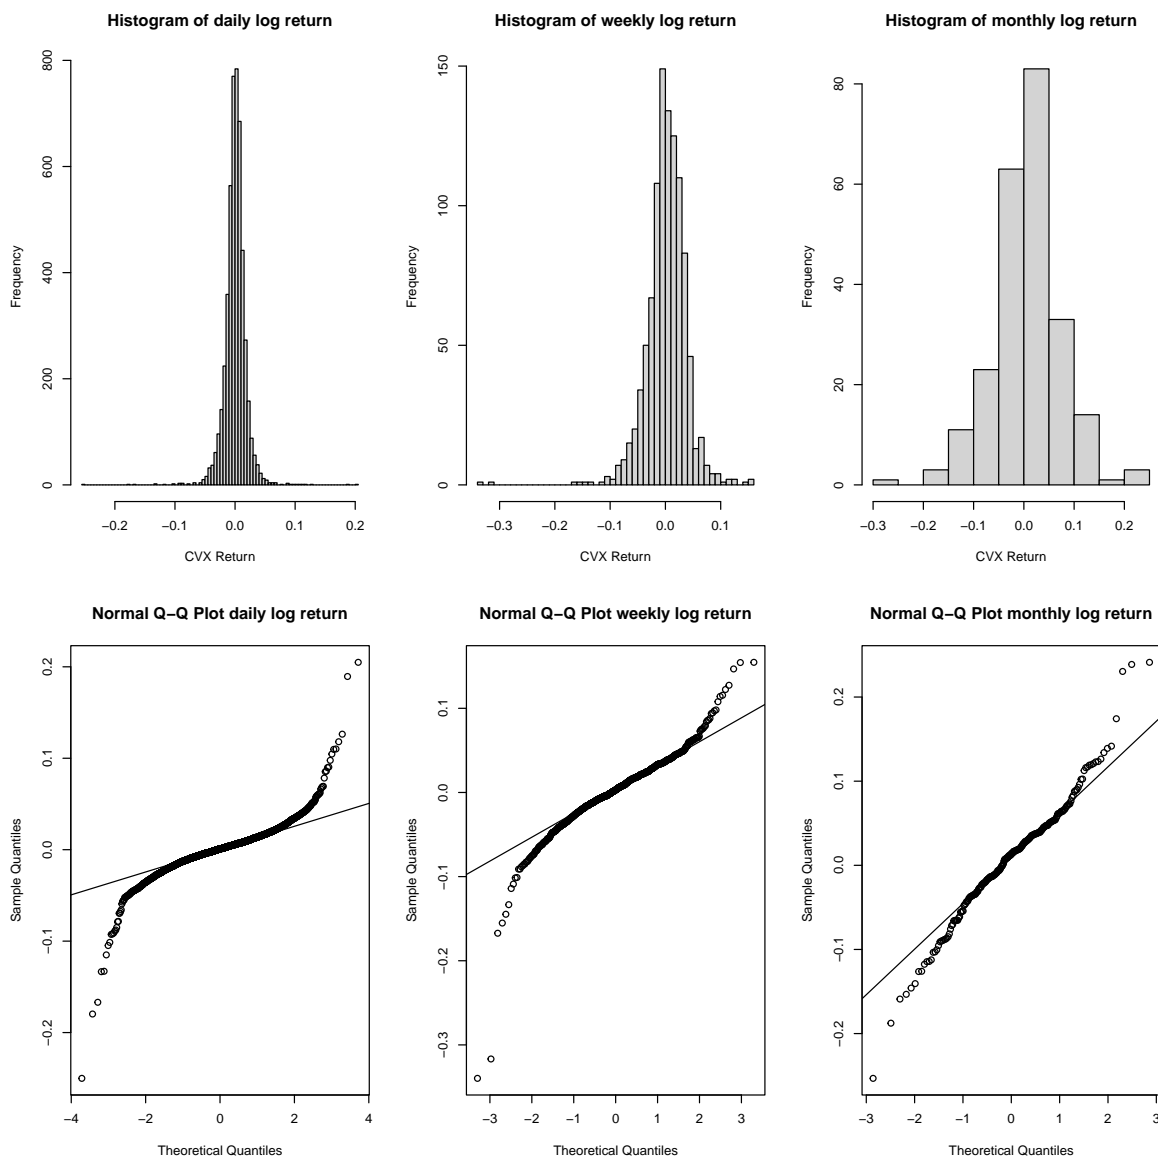 Histogram of daily log return
Frequency
0 200 400 600 800
−0.2 −0.1 0.0 0.1 0.2
CVX Return
Histogram of weekly log return
Frequency
0 50 100 150
−0.3 −0.2 −0.1 0.0 0.1
CVX Return
Histogram of monthly log return
Frequency
0 20 40 60 80
−0.3 −0.2 −0.1 0.0 0.1 0.2
CVX Return
Normal Q−Q Plot daily log return
Sample Quantiles
−0.2 −0.1 0.0 0.1 0.2
−4 −2 0 2 4
Theoretical Quantiles
Normal Q−Q Plot weekly log return
Sample Quantiles
−0.3 −0.2 −0.1 0.0 0.1
−3 −2 −1 0 1 2 3
Theoretical Quantiles
Normal Q−Q Plot monthly log return
Sample Quantiles
−0.2 −0.1 0.0 0.1 0.2
−3 −2 −1 0 1 2 3
Theoretical Quantiles